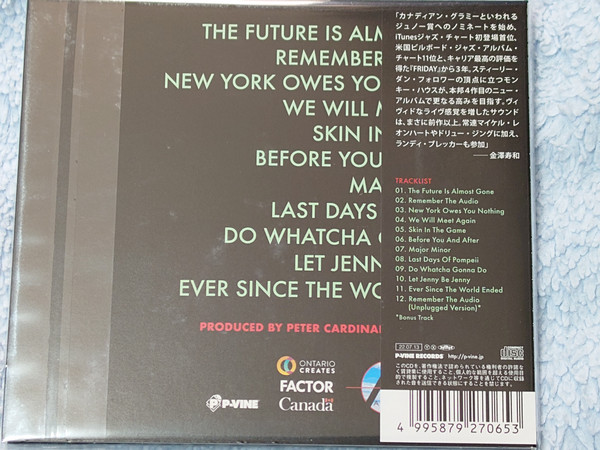 THE FUTURE IS ALM
REMEMBER
NEW YORK OWES YO
WE WILL M
SKIN IN
BEFORE YOU
MA
LAST DAYS
DO WHATCHA G
LET JENN
EVER SINCE THE WO
PRODUCED BY PETER CARDINA
ONTARIO
CREATES
FACTOR
P-VINE
Canada
「カナディアン・グラミーといわれる
ジュノー賞へのノミネートを始め、
iTunesジャズ・チャート初登場首位、
米国ビルボード・ジャズ・アルバム・
チャート11位と、キャリア最高の評価を
得た『FRIDAY』から3年。スティーリー・
ダン・フォロワーの頂点に立つモン
キー・ハウスが、本邦4作目のニュー・
アルバムで更なる高みを目指す。ヴィ
ヴィドなライヴ感覚を増したサウンド
は、まさに前作以上。常連マイケル・レ
オンハートやドリュー・ジングに加え、
ランディ・ブレッカーも参加」
── 金澤寿和
TRACKLIST
01. The Future Is Almost Gone
02. Remember The Audio
03. New York Owes You Nothing
04. We Will Meet Again
05. Skin In The Game
06. Before You And After
07. Major Minor
08. Last Days Of Pompeii
09. Do Whatcha Gonna Do
10. Let Jenny Be Jenny
11. Ever Since The World Ended
12. Remember The Audio
(Unplugged Version)*
*Bonus Track
22.07.13
P-VINE RECORDS http://p-vine.jp
COMPACT disc DIGITAL AUDIO
4 995879 270653